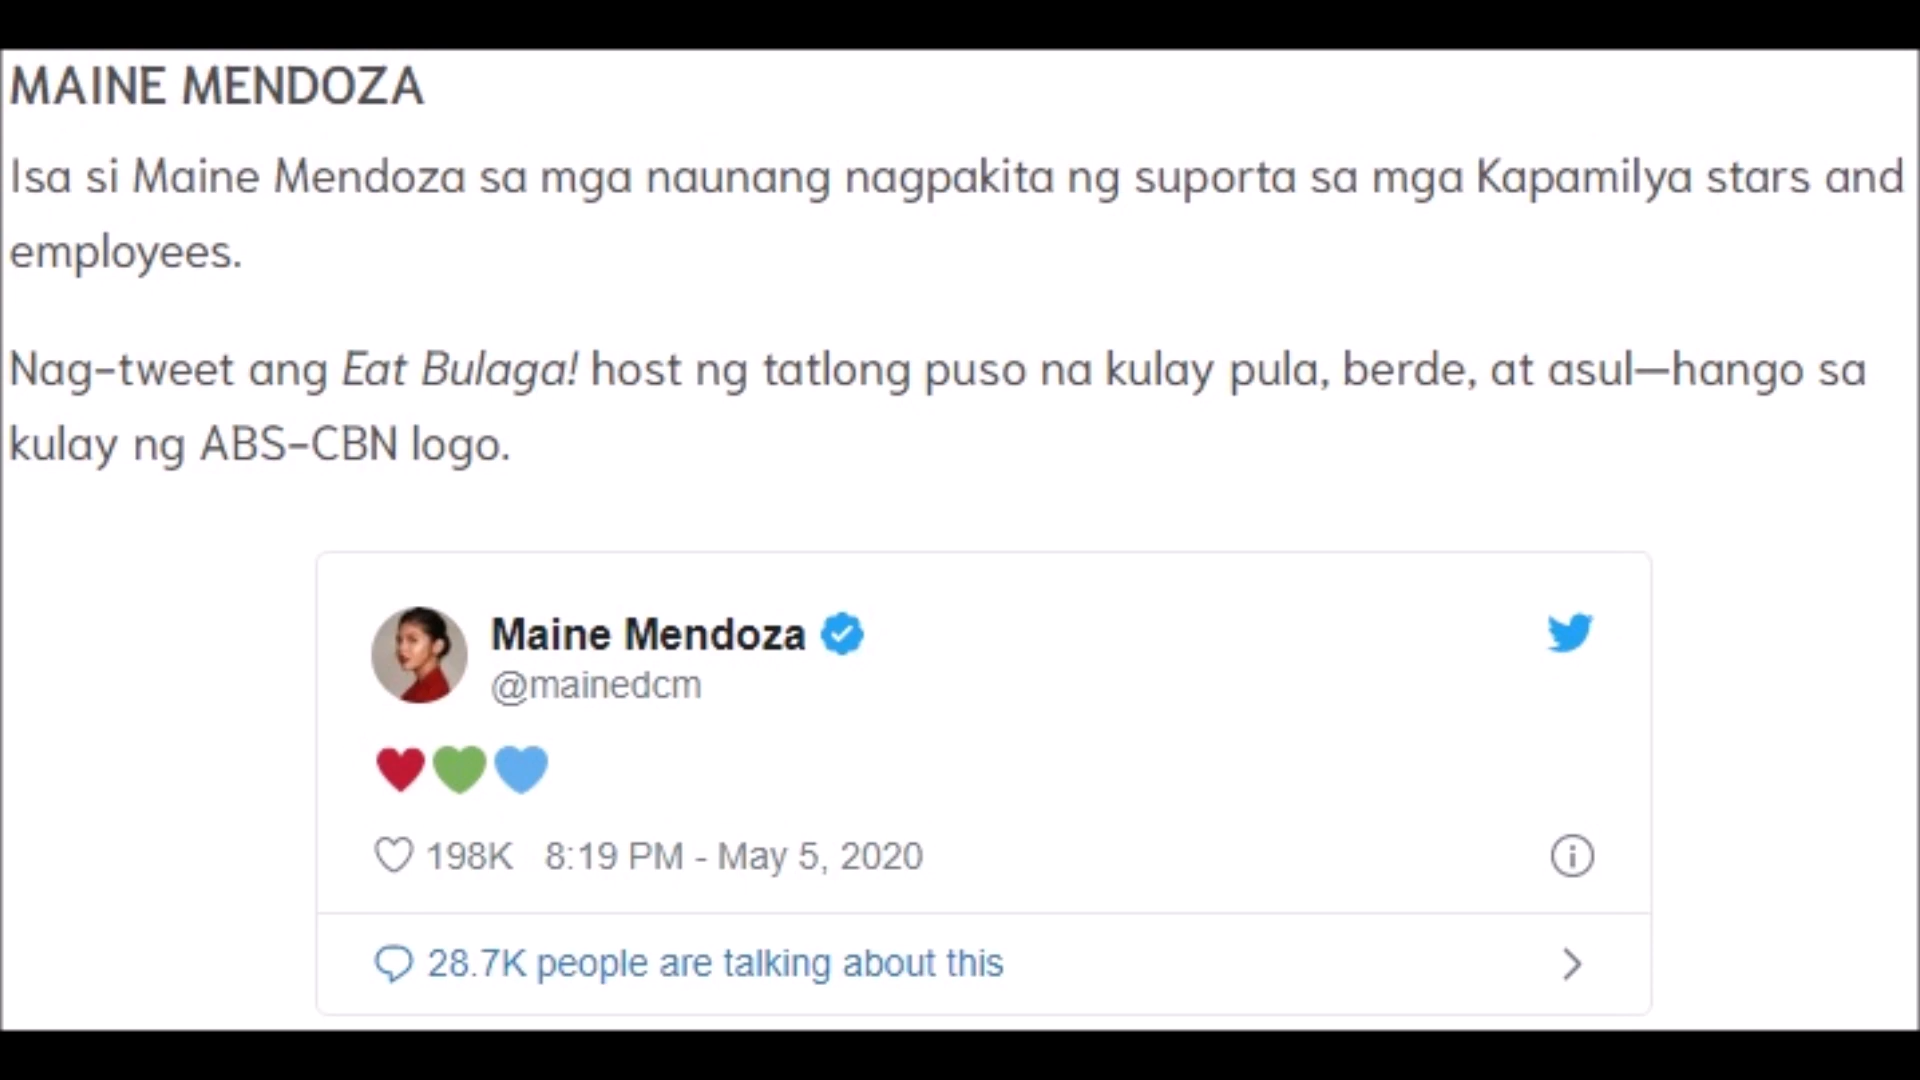 MAINE MENDOZA
Isa si Maine Mendoza sa mga naunang nagpakita ng suporta sa mga Kapamilya stars and
employees.
Nag-tweet ang Eat Bulaga! host ng tatlong puso na kulay pula, berde, at asul—hango sa
kulay ng ABS-CBN logo.
Maine Mendoza
@mainedcm
❤️💚💙
198K 8:19 PM - May 5, 2020
28.7K people are talking about this